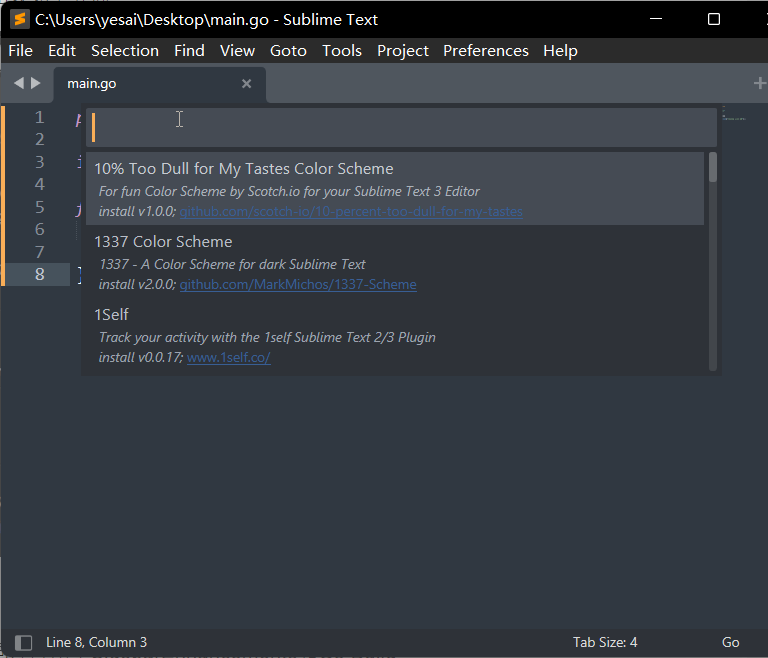 C:\Users\yesai\Desktop\main.go - Sublime Text
File Edit Selection Find View Goto Tools Project Preferences Help
main.go
1
2
3
4
5
6
7
8
10% Too Dull for My Tastes Color Scheme
For fun Color Scheme by Scotch.io for your Sublime Text 3 Editor
install v1.0.0; github.com/scotch-io/10-percent-too-dull-for-my-tastes
1337 Color Scheme
1337 - A Color Scheme for dark Sublime Text
install v2.0.0; github.com/MarkMichos/1337-Scheme
1Self
Track your activity with the 1self Sublime Text 2/3 Plugin
install v0.0.17; www.1self.co/
Line 8, Column 3 Tab Size: 4 Go